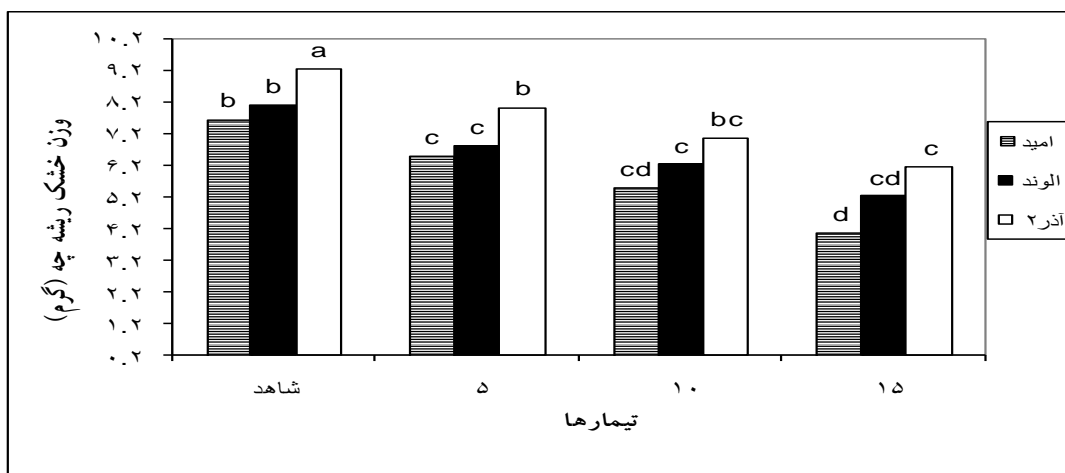 وزن خشک ریشه چه (گرم)
۱۰.۲
۹.۲
۸.۲
۷.۲
۶.۲
۵.۲
۴.۲
۳.۲
۲.۲
۱.۲
۰.۲
b b a
c c b
cd c bc
d cd c
شاهد ۵ ۱۰ ۱۵
تیمارها
امید
الوند
آذر۲